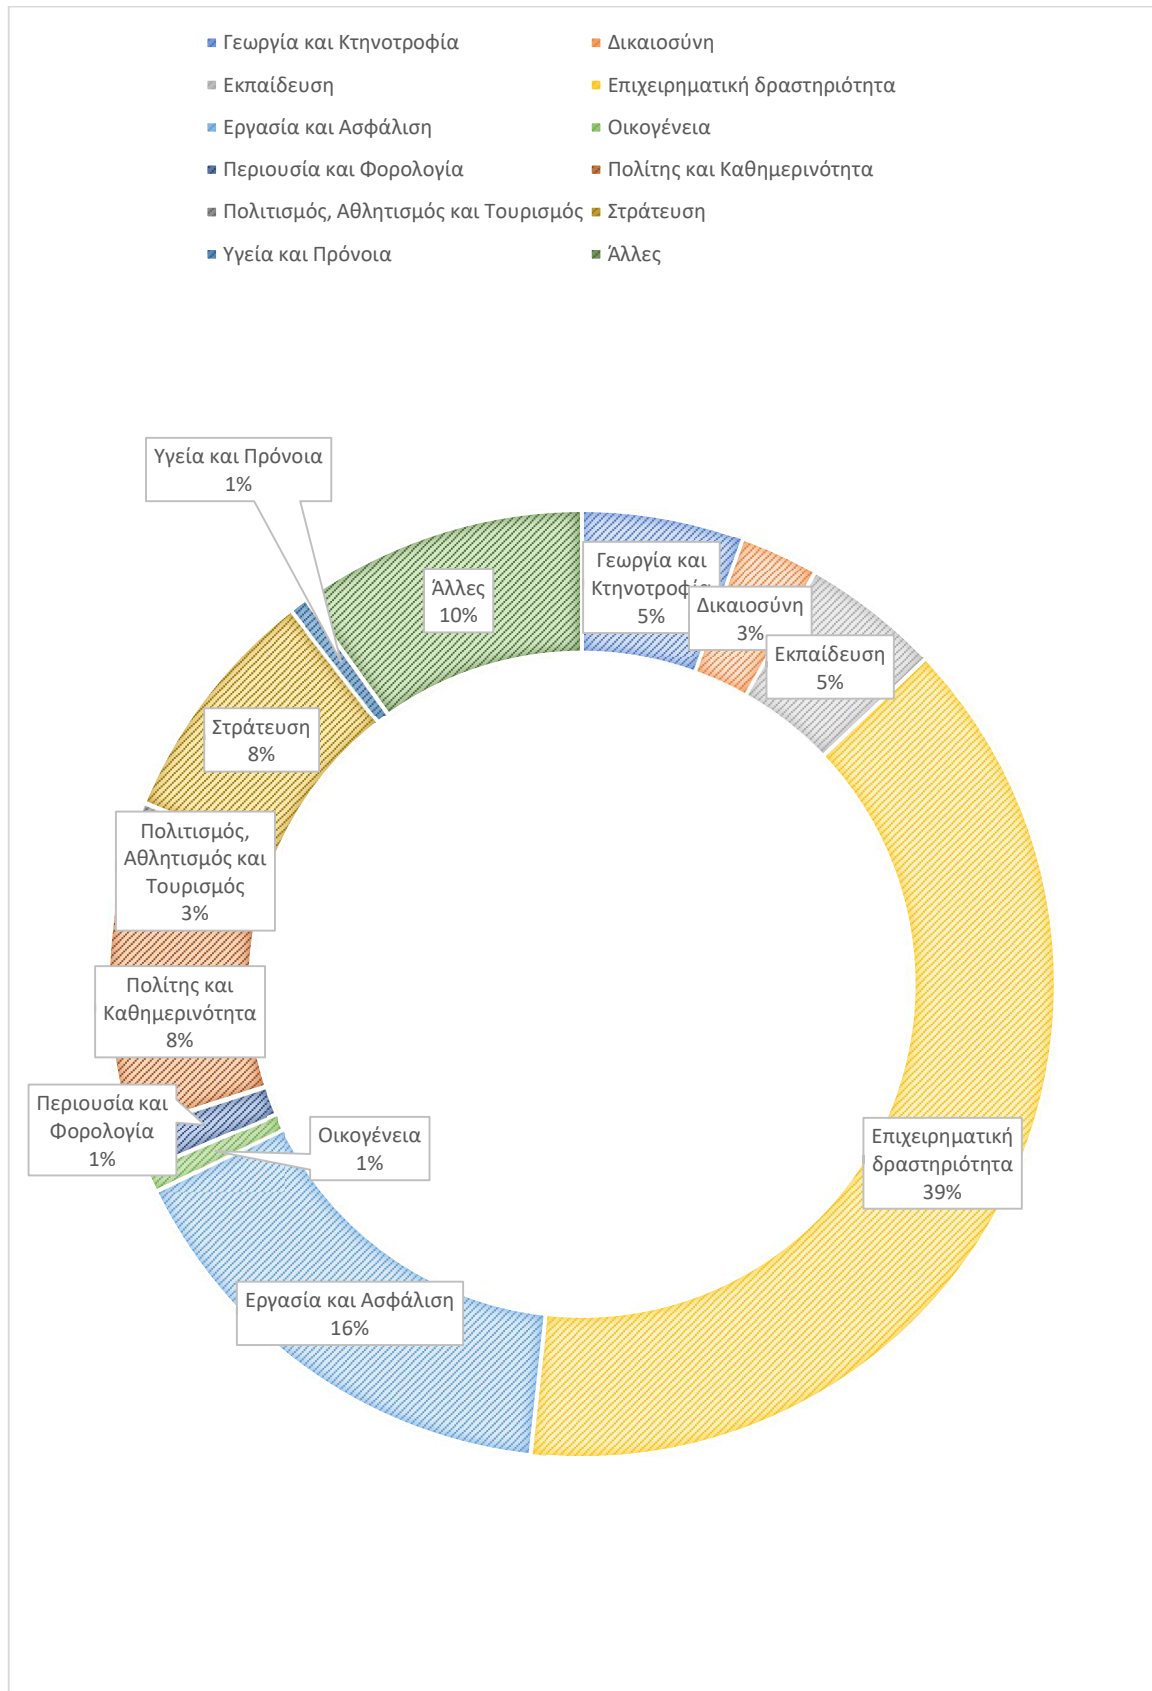 Γεωργία και Κτηνοτροφία
Δικαιοσύνη
Εκπαίδευση
Επιχειρηματική δραστηριότητα
Εργασία και Ασφάλιση
Οικογένεια
Περιουσία και Φορολογία
Πολίτης και Καθημερινότητα
Πολιτισμός, Αθλητισμός και Τουρισμός
Στράτευση
Υγεία και Πρόνοια
Άλλες
Υγεία και Πρόνοια
1%
Άλλες
10%
Γεωργία και
Κτηνοτροφία
5%
Δικαιοσύνη
3%
Εκπαίδευση
5%
Στράτευση
8%
Πολιτισμός,
Αθλητισμός και
Τουρισμός
3%
Πολίτης και
Καθημερινότητα
8%
Περιουσία και
Φορολογία
1%
Οικογένεια
1%
Επιχειρηματική
δραστηριότητα
39%
Εργασία και Ασφάλιση
16%